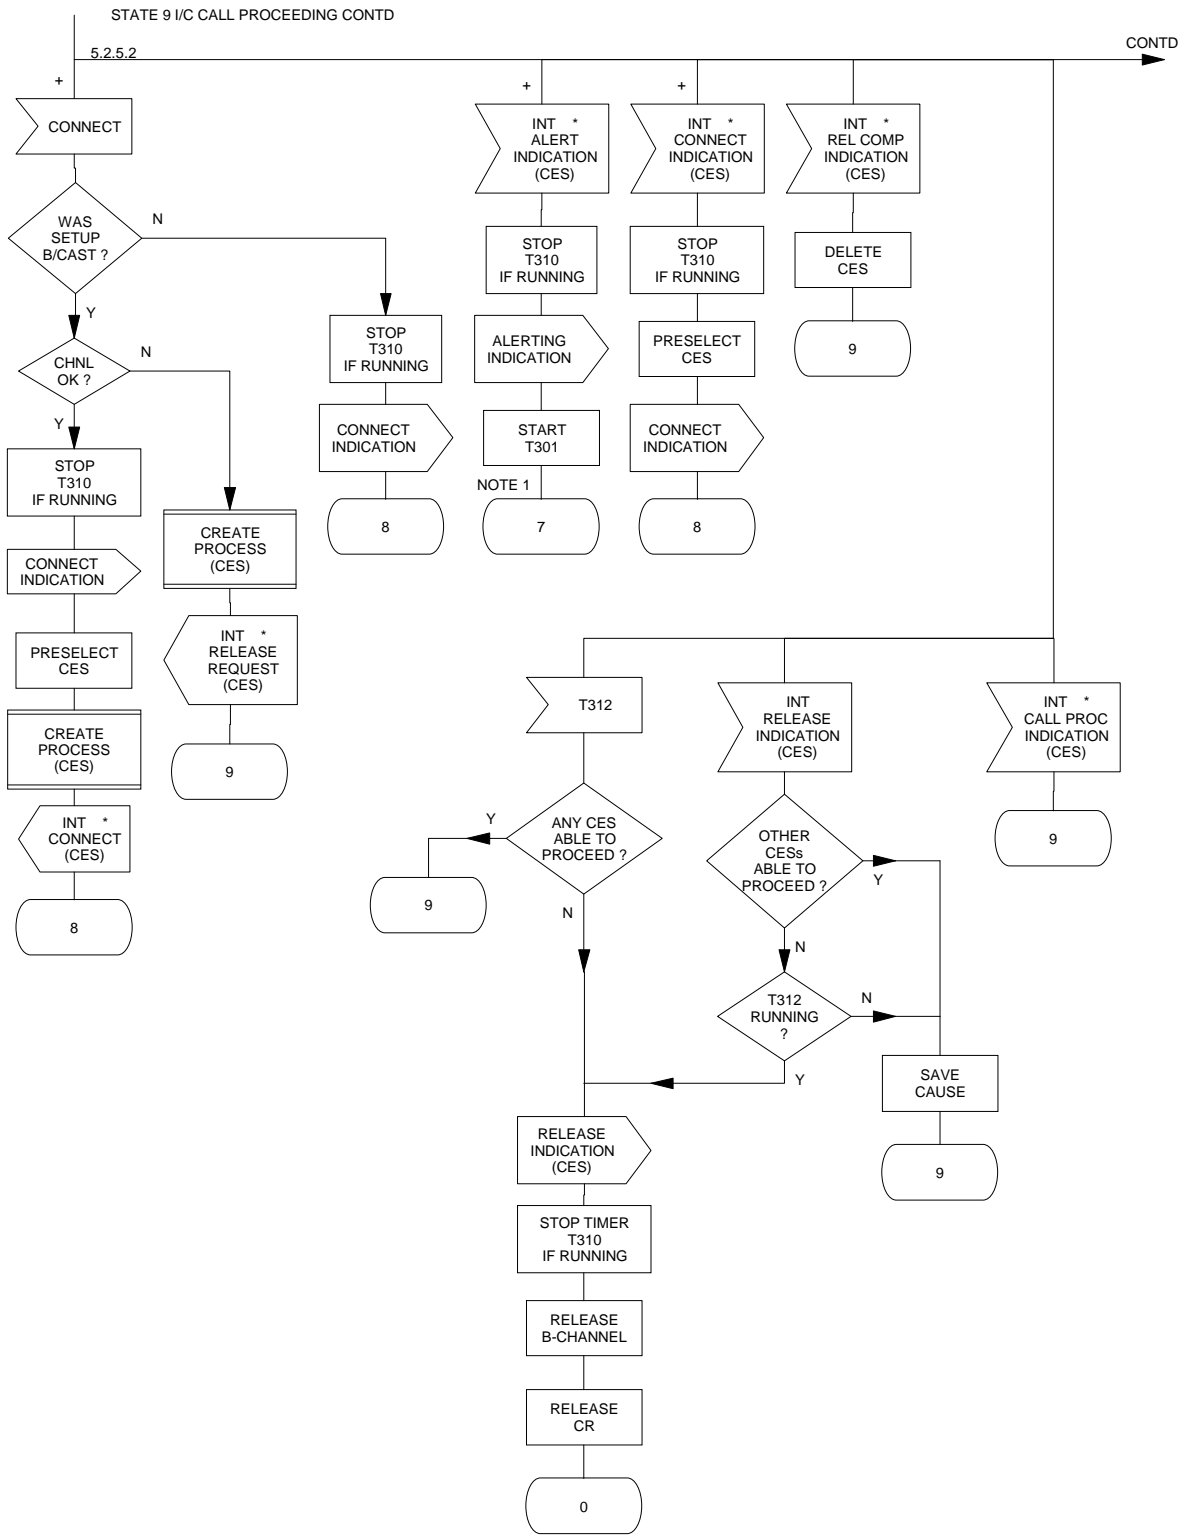 STATE 9 I/C CALL PROCEEDING CONTD
5.2.5.2
CONTD
+
CONNECT
WAS
SETUP
B/CAST ?
N
Y
CHNL
OK ?
N
Y
STOP
T310
IF RUNNING
CONNECT
INDICATION
PRESELECT
CES
CREATE
PROCESS
(CES)
INT *
CONNECT
(CES)
8
CREATE
PROCESS
(CES)
INT *
RELEASE
REQUEST
(CES)
9
STOP
T310
IF RUNNING
CONNECT
INDICATION
8
+
INT *
ALERT
INDICATION
(CES)
STOP
T310
IF RUNNING
ALERTING
INDICATION
START
T301
NOTE 1
7
+
INT *
CONNECT
INDICATION
(CES)
STOP
T310
IF RUNNING
PRESELECT
CES
CONNECT
INDICATION
8
INT *
REL COMP
INDICATION
(CES)
DELETE
CES
9
T312
ANY CES
ABLE TO
PROCEED ?
Y
9
N
INT
RELEASE
INDICATION
(CES)
OTHER
CESs
ABLE TO
PROCEED ?
Y
N
T312
RUNNING
?
N
Y
SAVE
CAUSE
9
INT *
CALL PROC
INDICATION
(CES)
9
RELEASE
INDICATION
(CES)
STOP TIMER
T310
IF RUNNING
RELEASE
B-CHANNEL
RELEASE
CR
0